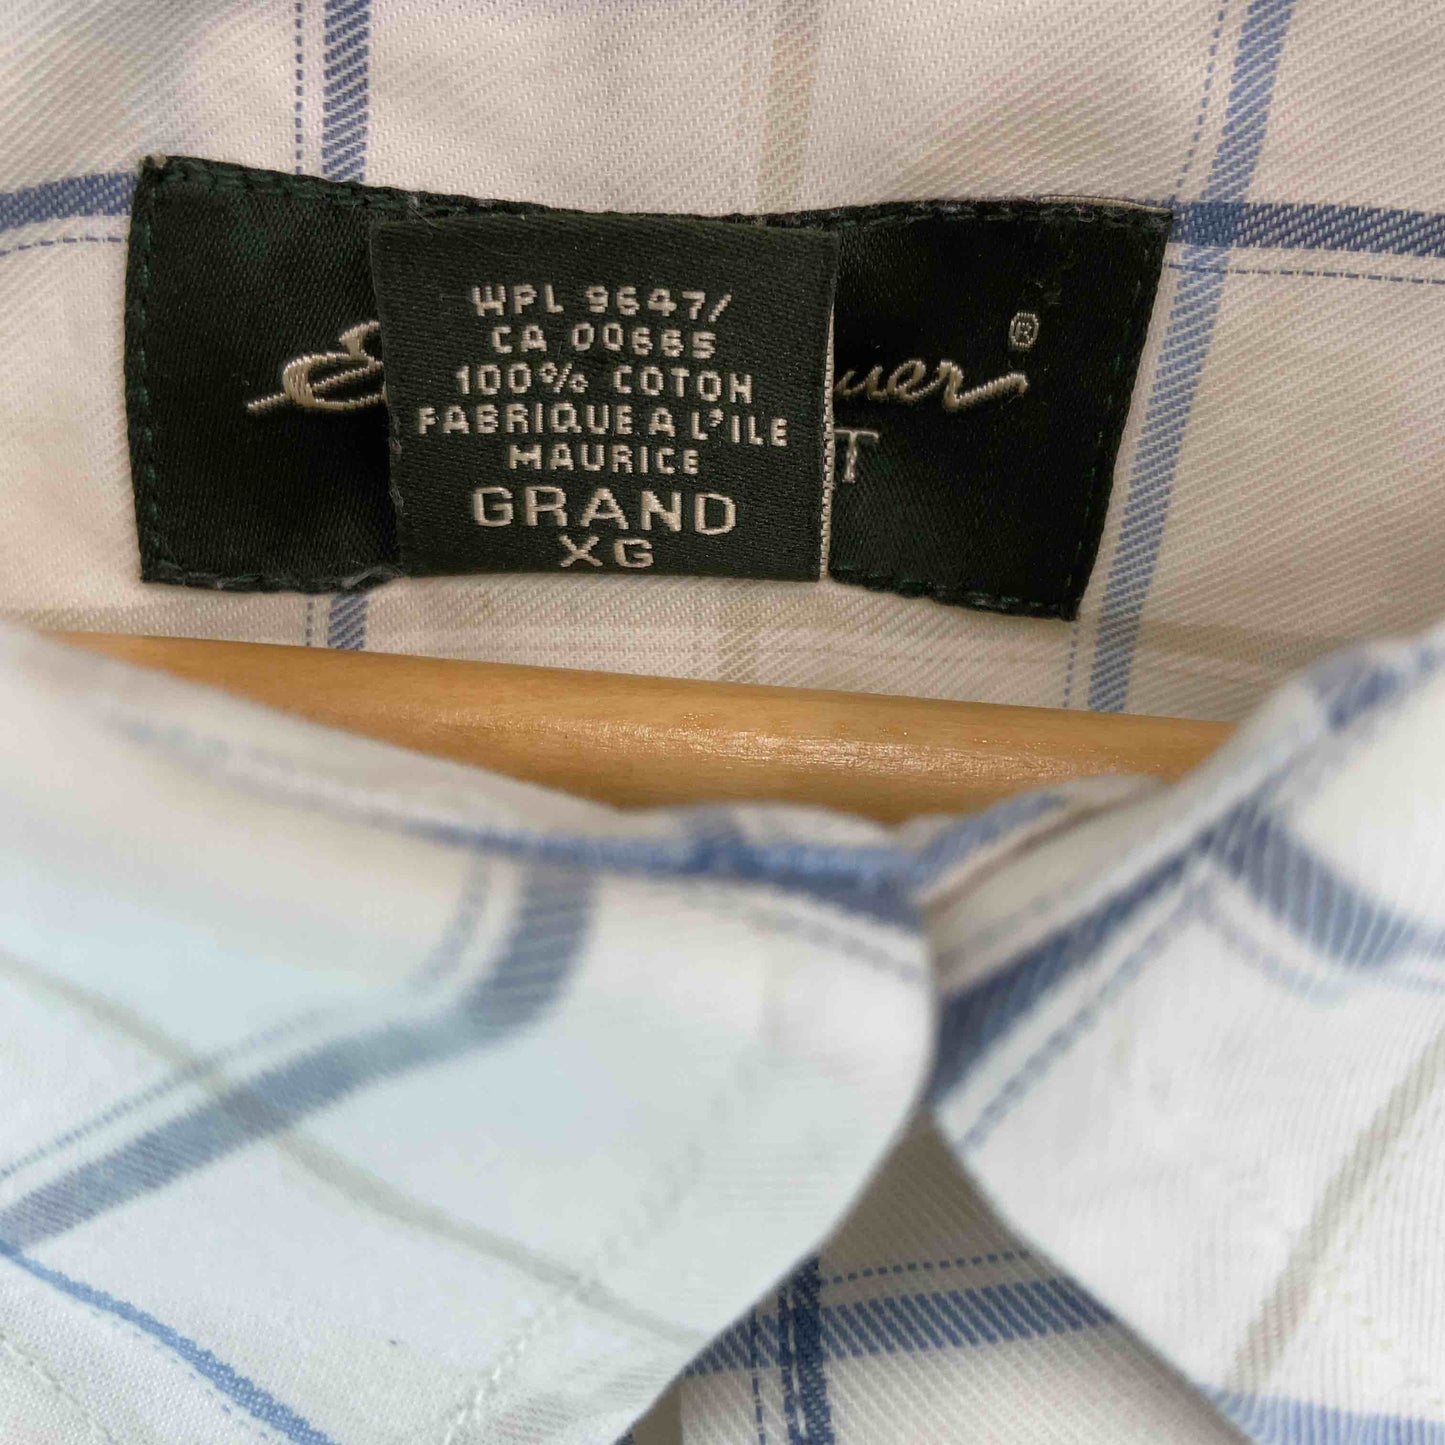 WPL 9647/
CA 00665
100% COTON
FABRIQUE A L'ILE
MAURICE
GRAND
XG
®